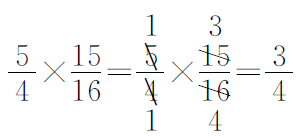 5/4 × 15/16 = 5/4 × 15/16 = 3/4
1 3
1 4